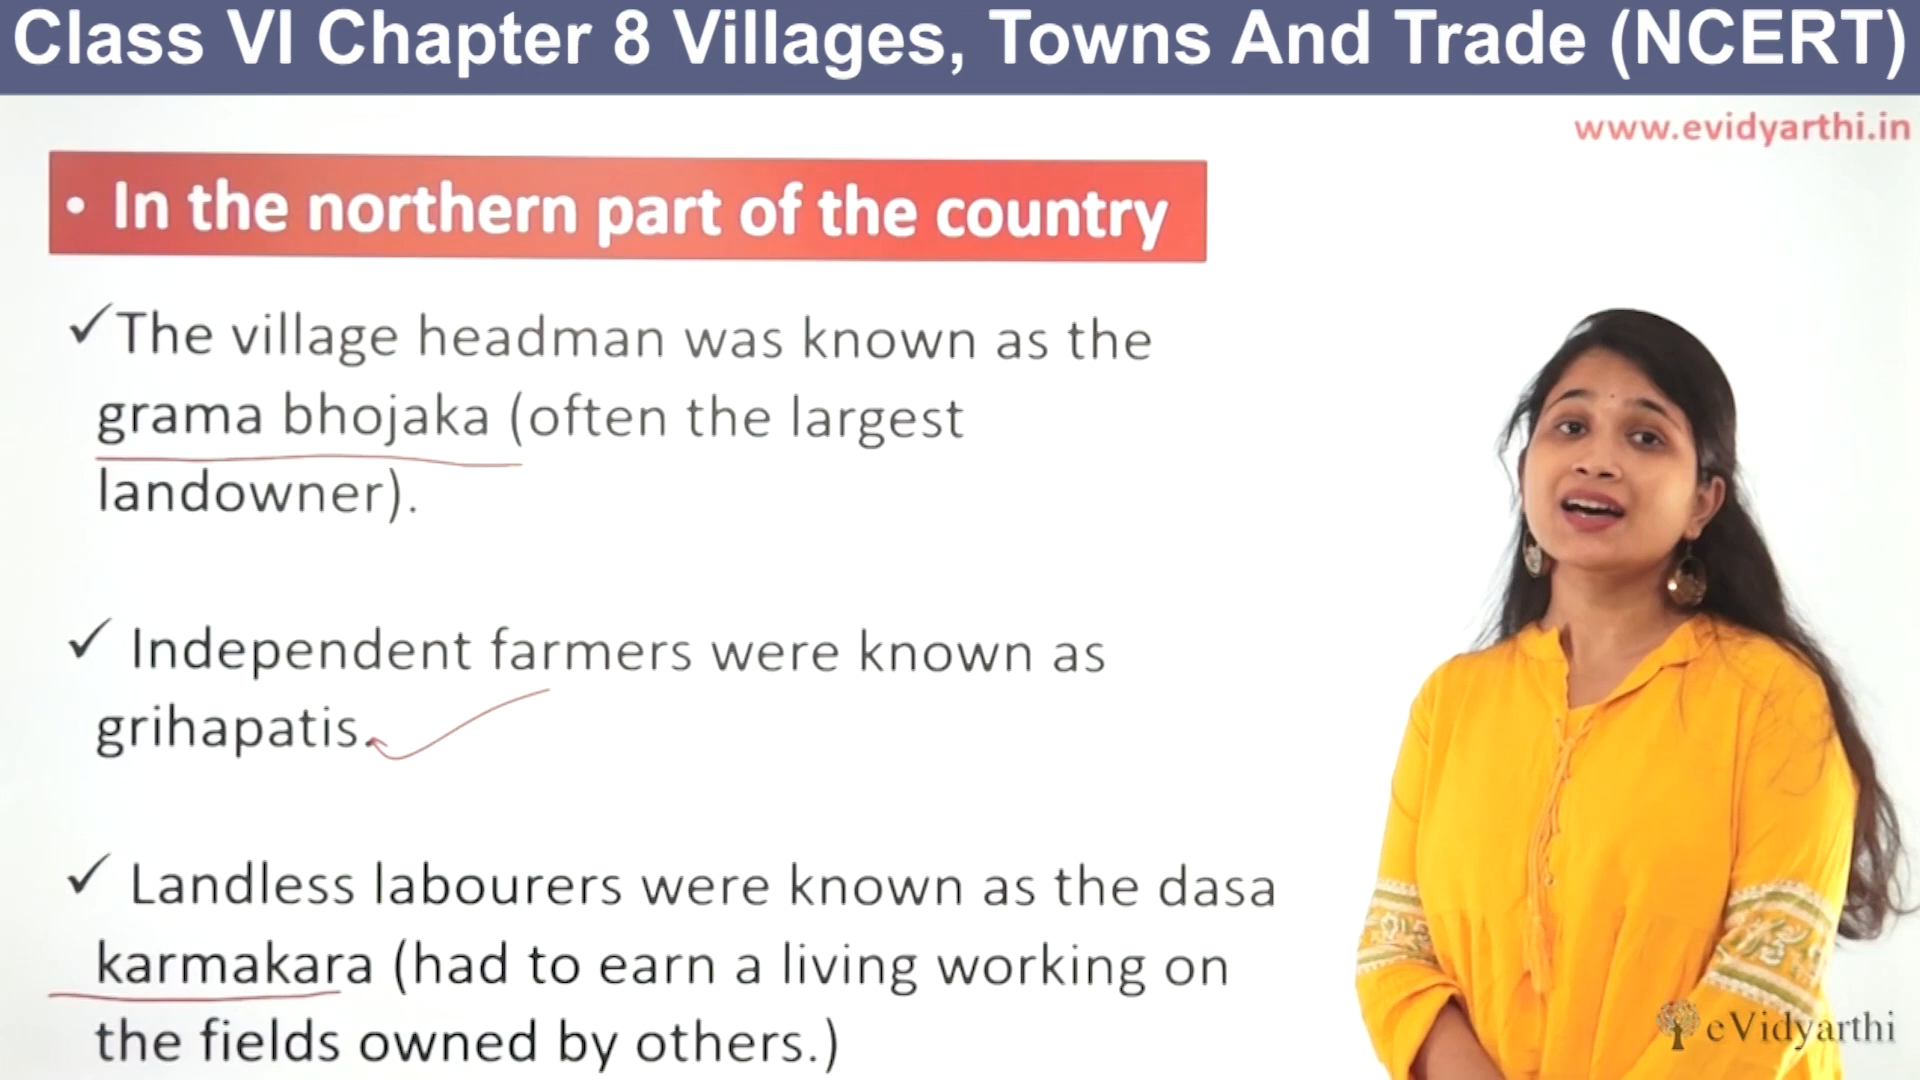 Class VI Chapter 8 Villages, Towns And Trade (NCERT)
www.evidyarthi.in
• In the northern part of the country
✓The village headman was known as the
grama bhojaka (often the largest
landowner).
✓ Independent farmers were known as
grihapatis.
✓ Landless labourers were known as the dasa
karmakara (had to earn a living working on
the fields owned by others.)
eVidyarthi